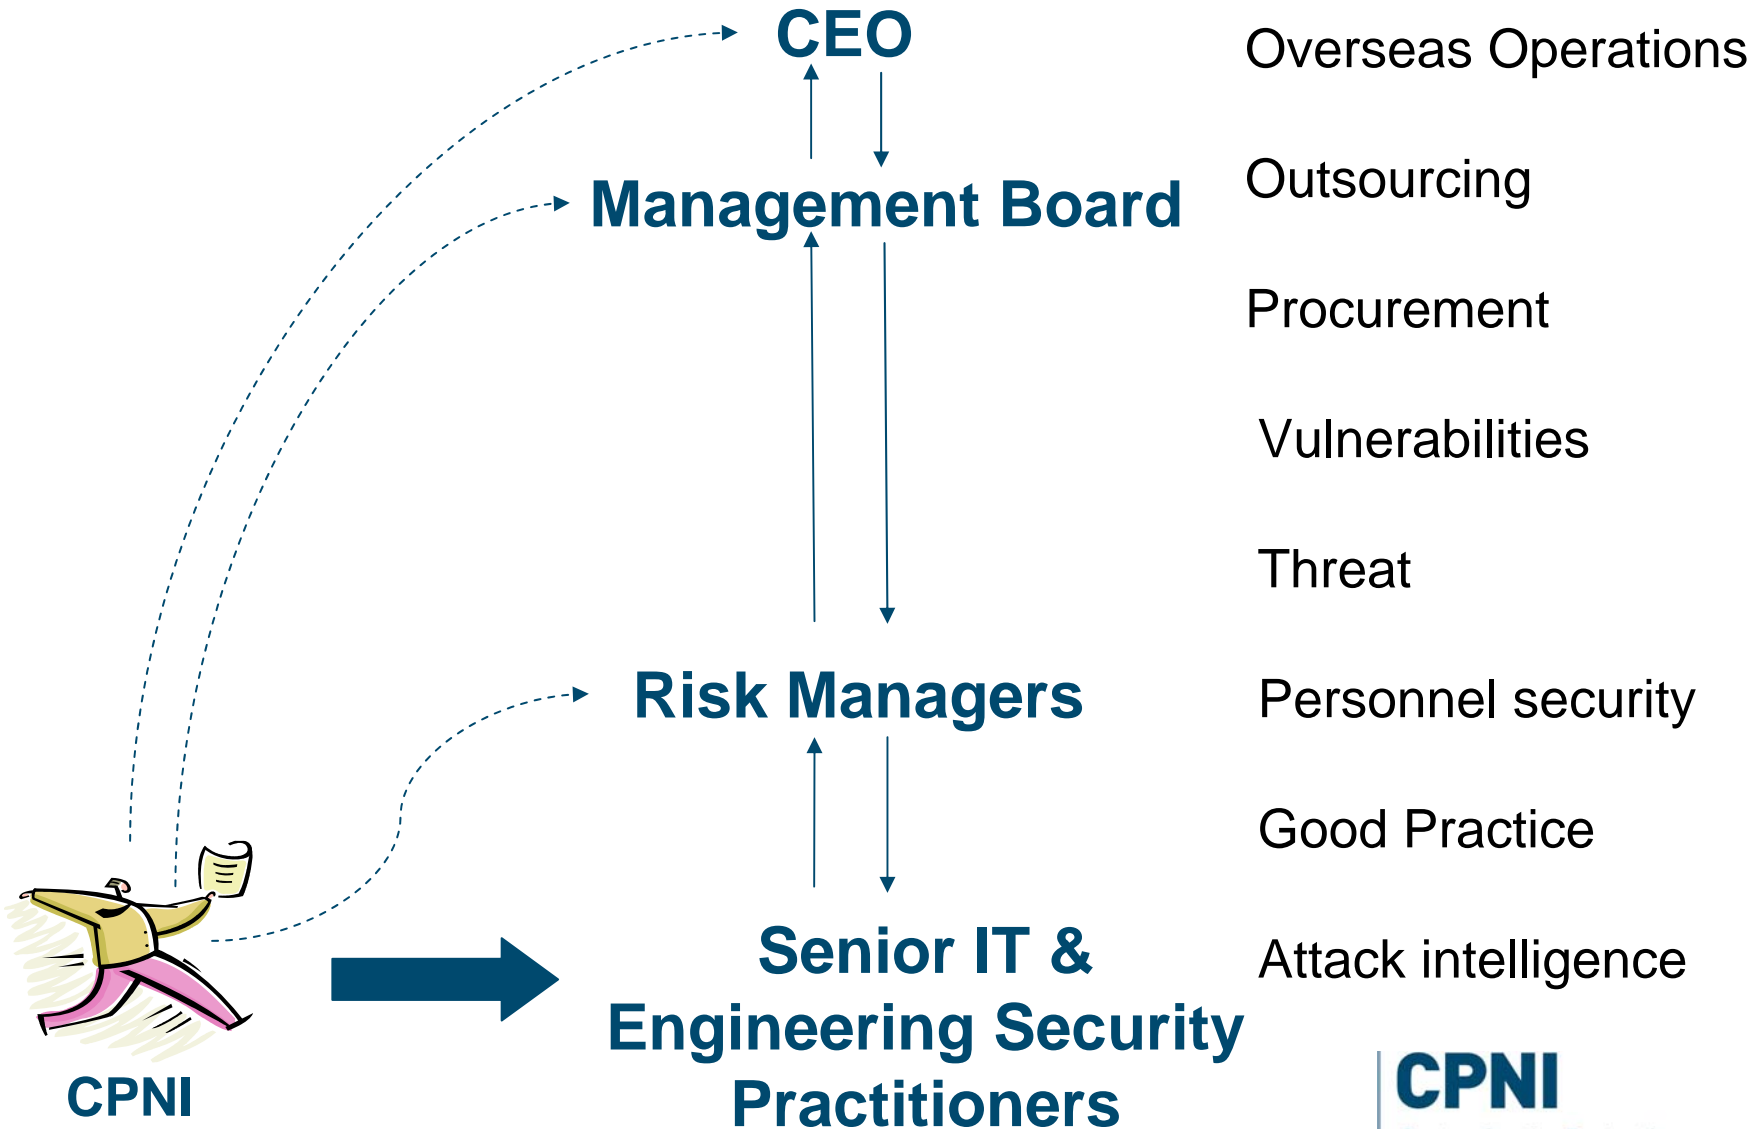 CEO
Management Board
Risk Managers
Senior IT &
Engineering Security
Practitioners
CPNI
Overseas Operations
Outsourcing
Procurement
Vulnerabilities
Threat
Personnel security
Good Practice
Attack intelligence
CPNI